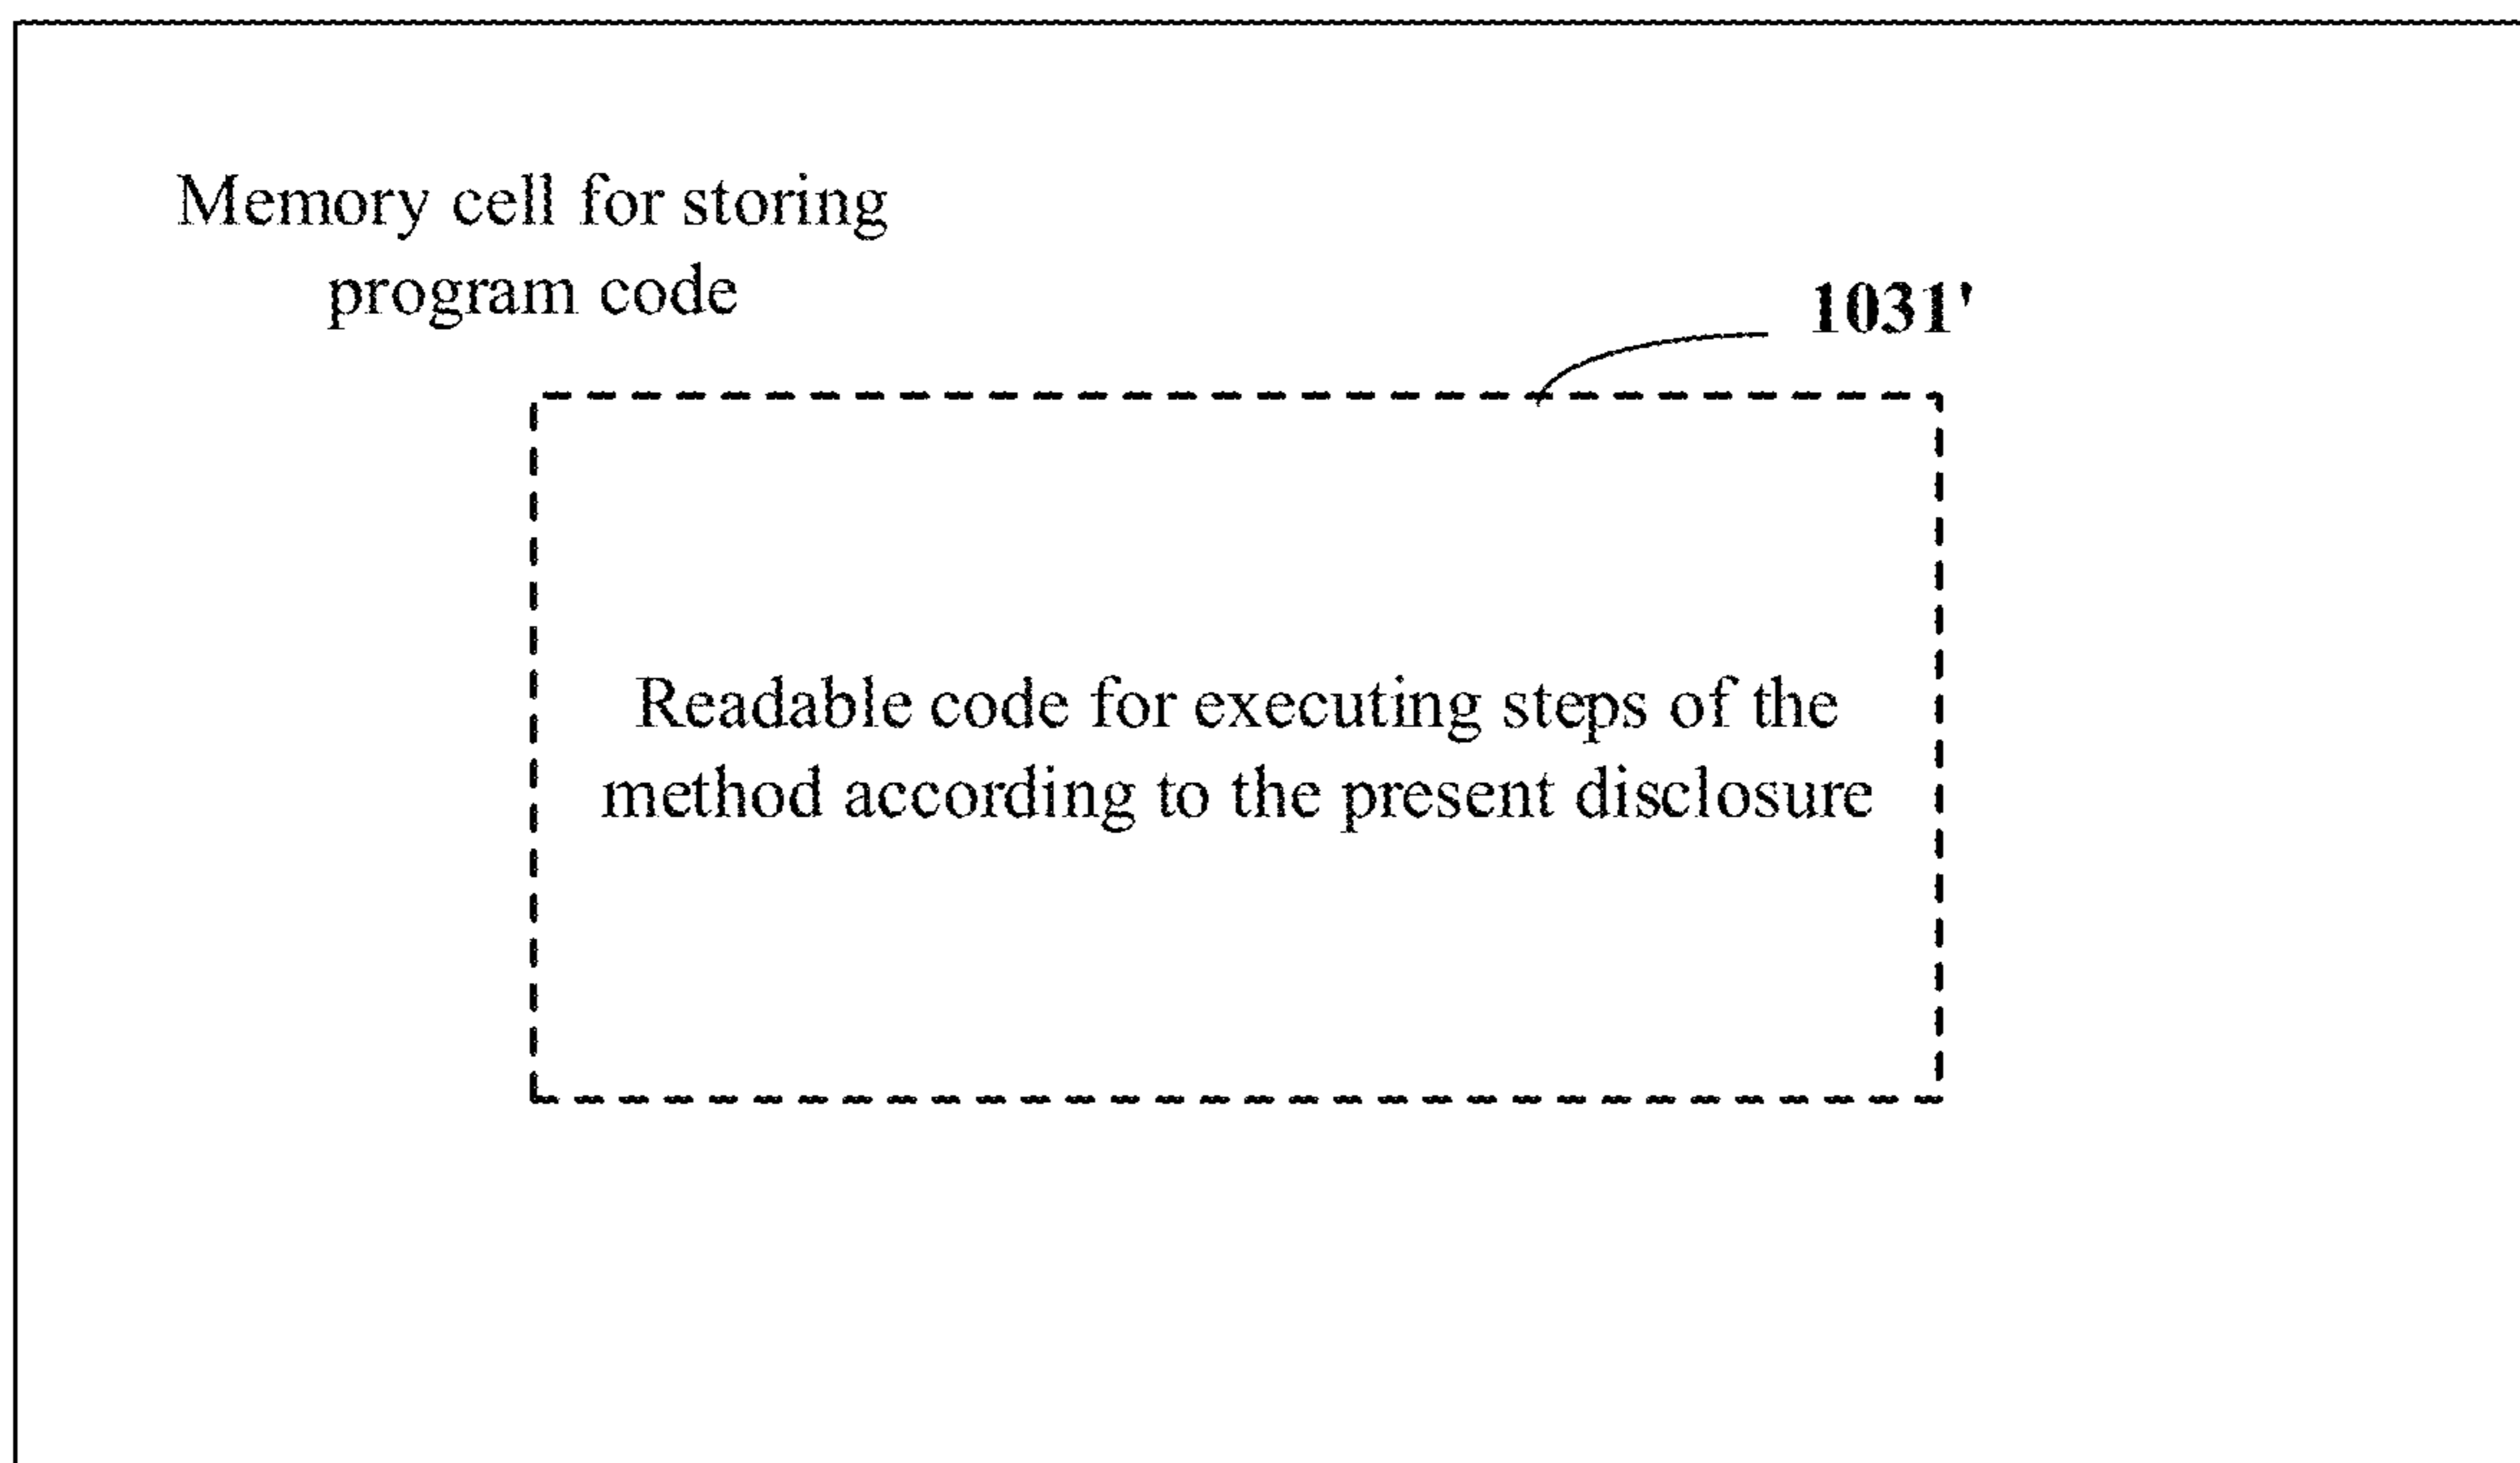 Memory cell for storing
program code
1031'
Readable code for executing steps of the
method according to the present disclosure